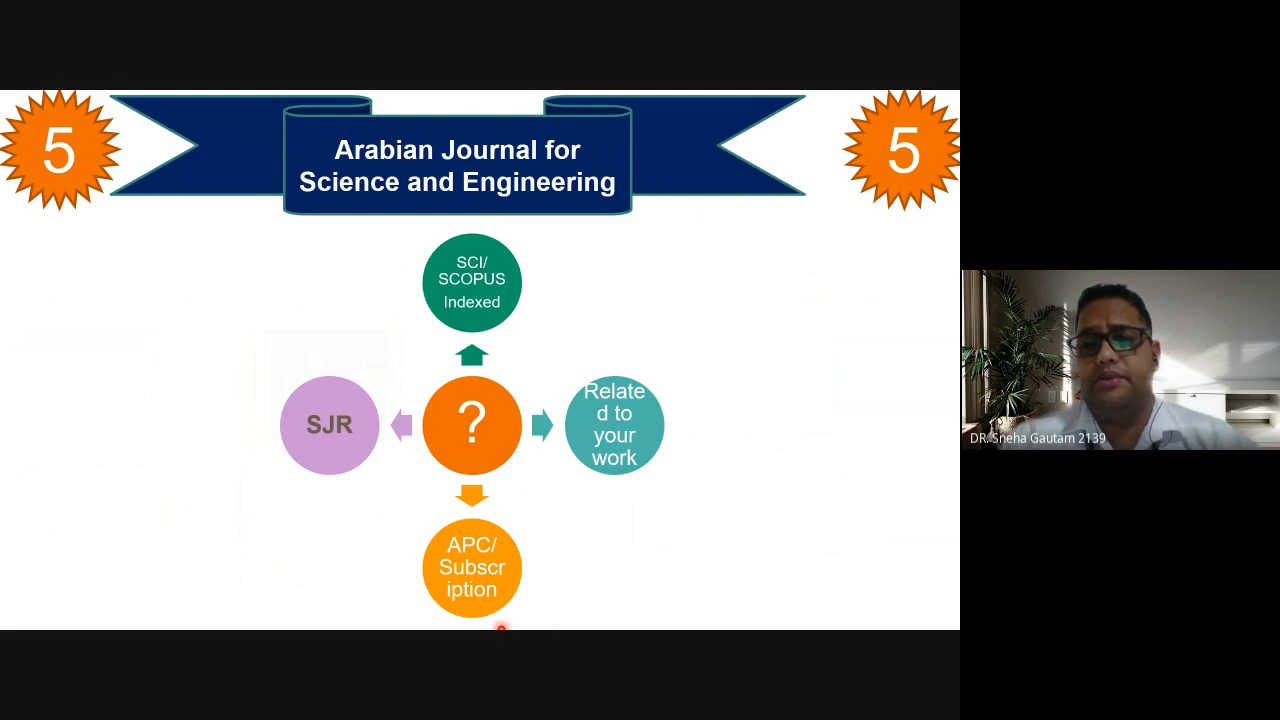 5
Arabian Journal for
Science and Engineering
5
SCI/
SCOPUS
Indexed
SJR
?
Relate
d to
your
work
APC/
Subscr
iption
DR. Sneha Gautam 2139